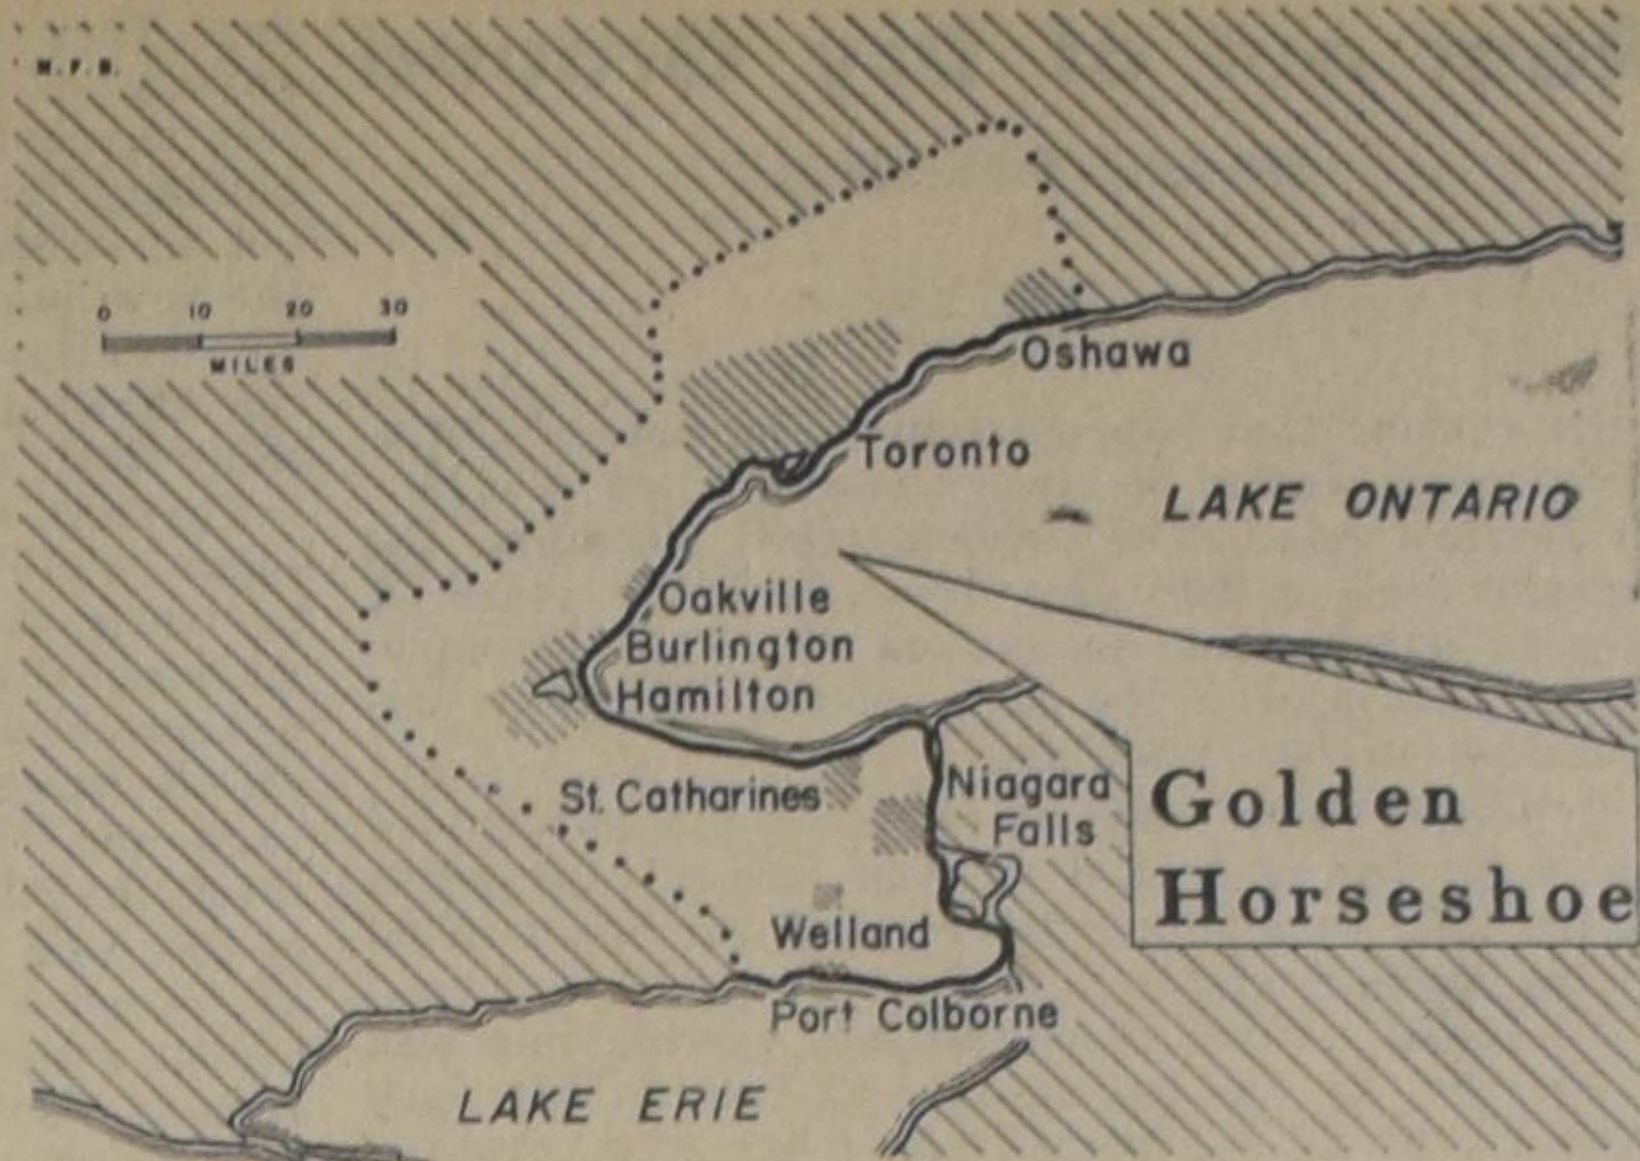 0 10 20 30
MILES
Oshawa
Toronto
LAKE ONTARIO
Oakville
Burlington
Hamilton
St. Catharines
Niagara
Falls
Golden
Horseshoe
Welland
Port Colborne
LAKE ERIE